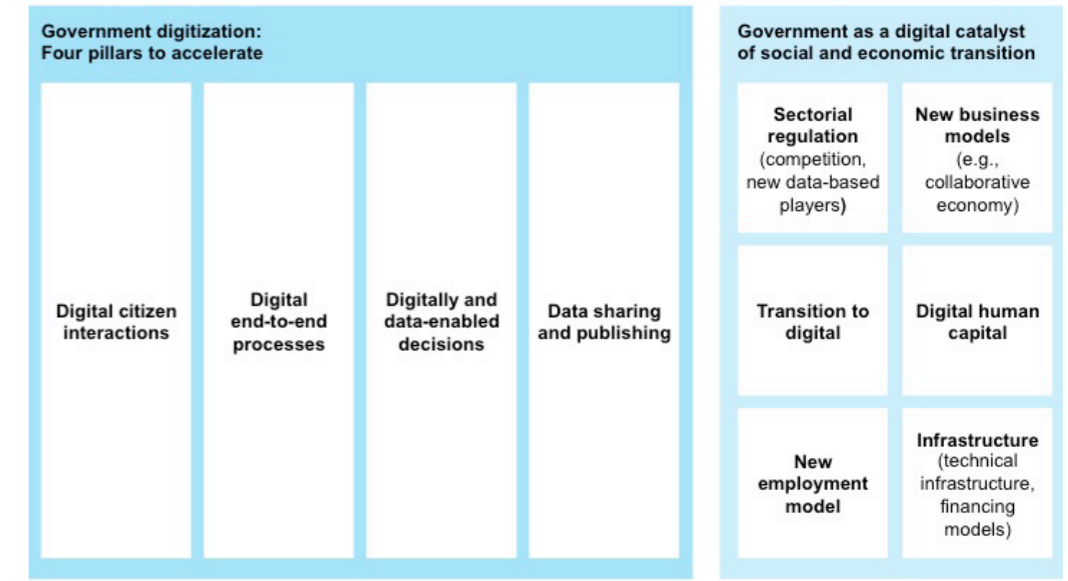 Government digitization:
Four pillars to accelerate
Digital citizen
interactions
Digital
end-to-end
processes
Digitally and
data-enabled
decisions
Data sharing
and publishing
Government as a digital catalyst
of social and economic transition
Sectorial
regulation
(competition,
new data-based
players)
New business
models
(e.g.,
collaborative
economy)
Transition to
digital
Digital human
capital
New
employment
model
Infrastructure
(technical
infrastructure,
financing
models)